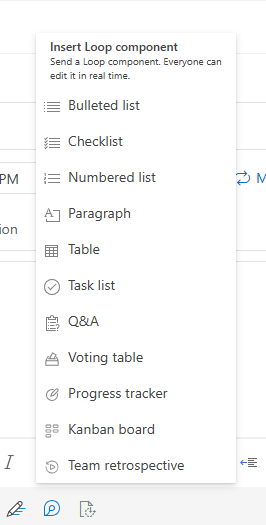 Insert Loop component
Send a Loop component. Everyone can
edit it in real time.
Bulleted list
Checklist
Numbered list
PM
M
Paragraph
ion
Table
Task list
Q&A
Voting table
Progress tracker
Kanban board
Team retrospective